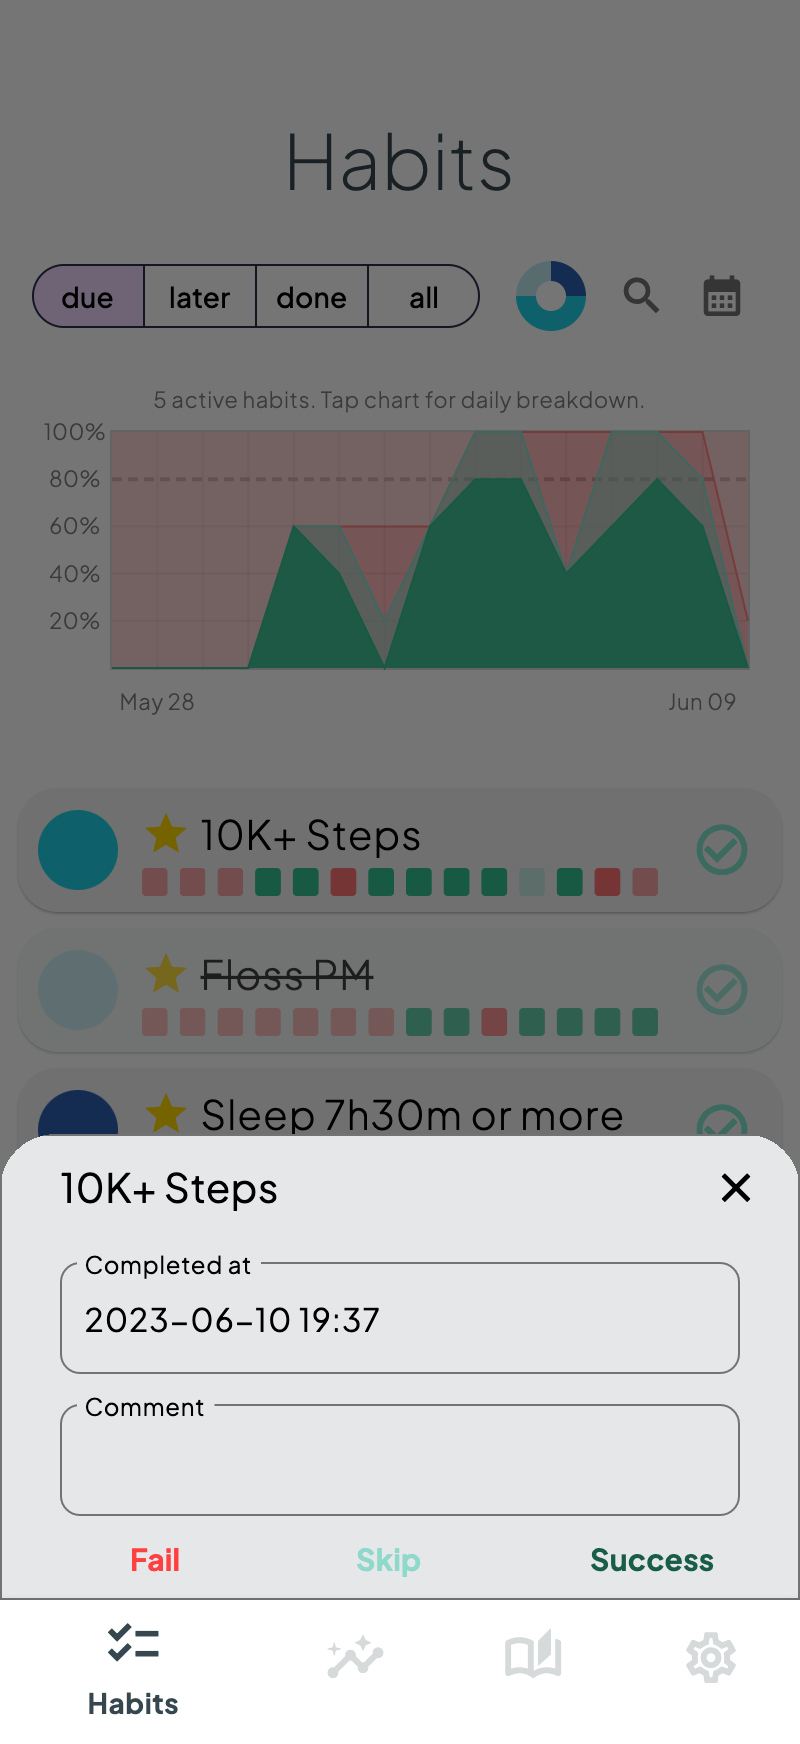 Habits
due later done all
5 active habits. Tap chart for daily breakdown.
100%
80%
60%
40%
20%
May 28 Jun 09
10K+ Steps
Floss PM
Sleep 7h30m or more
10K+ Steps
Completed at
2023-06-10 19:37
Comment
Fail Skip Success
Habits